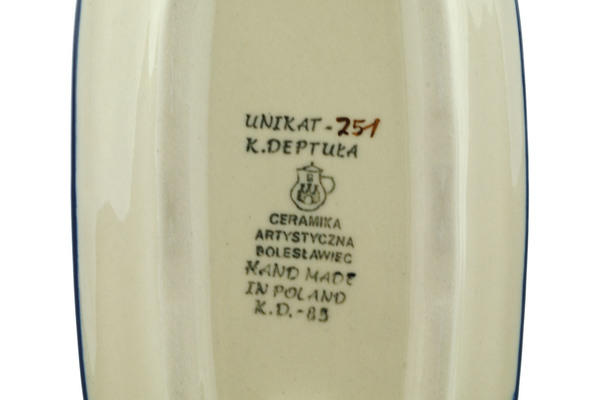 UNIKAT-251
K.DEPTUŁA
CERAMIKA
ARTYSTYCZNA
BOLESŁAWIEC
HAND MADE
IN POLAND
K.D.-85